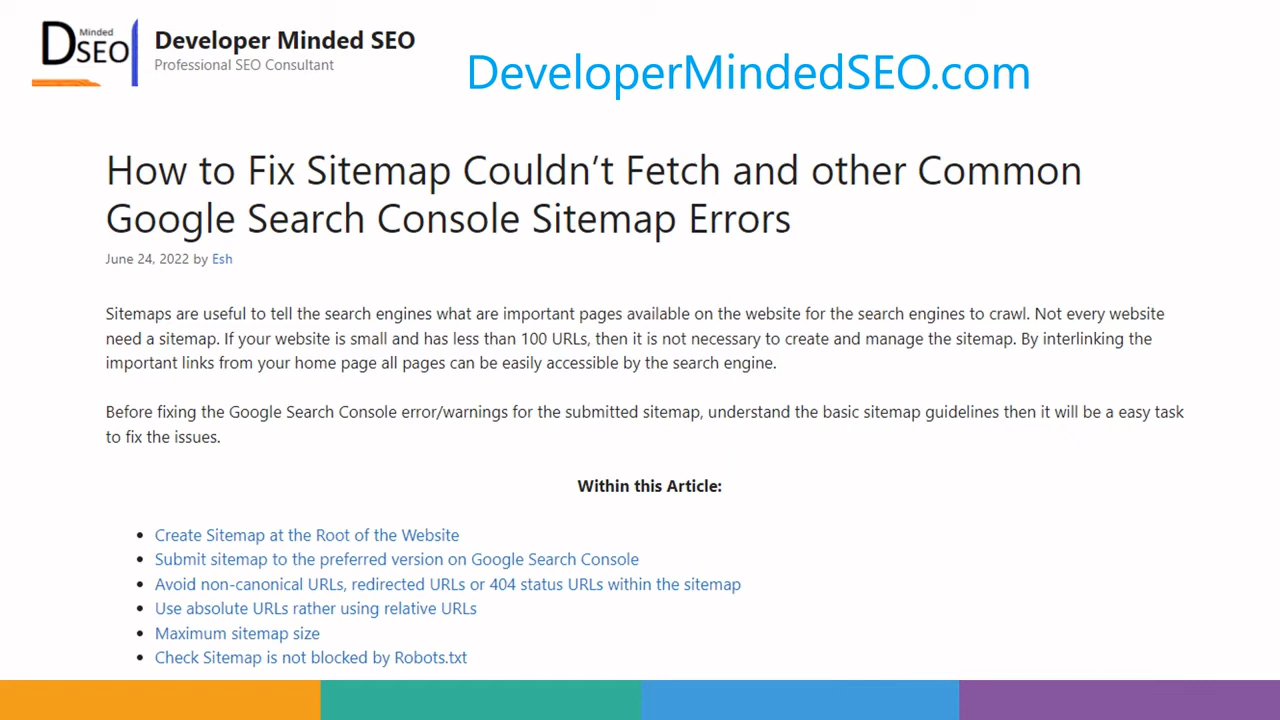 Minded
DSEO
Developer Minded SEO
Professional SEO Consultant
DeveloperMindedSEO.com
How to Fix Sitemap Couldn’t Fetch and other Common
Google Search Console Sitemap Errors
June 24, 2022 by Esh
Sitemaps are useful to tell the search engines what are important pages available on the website for the search engines to crawl. Not every website
need a sitemap. If your website is small and has less than 100 URLs, then it is not necessary to create and manage the sitemap. By interlinking the
important links from your home page all pages can be easily accessible by the search engine.
Before fixing the Google Search Console error/warnings for the submitted sitemap, understand the basic sitemap guidelines then it will be a easy task
to fix the issues.
Within this Article:
• Create Sitemap at the Root of the Website
• Submit sitemap to the preferred version on Google Search Console
• Avoid non-canonical URLs, redirected URLs or 404 status URLs within the sitemap
• Use absolute URLs rather using relative URLs
• Maximum sitemap size
• Check Sitemap is not blocked by Robots.txt